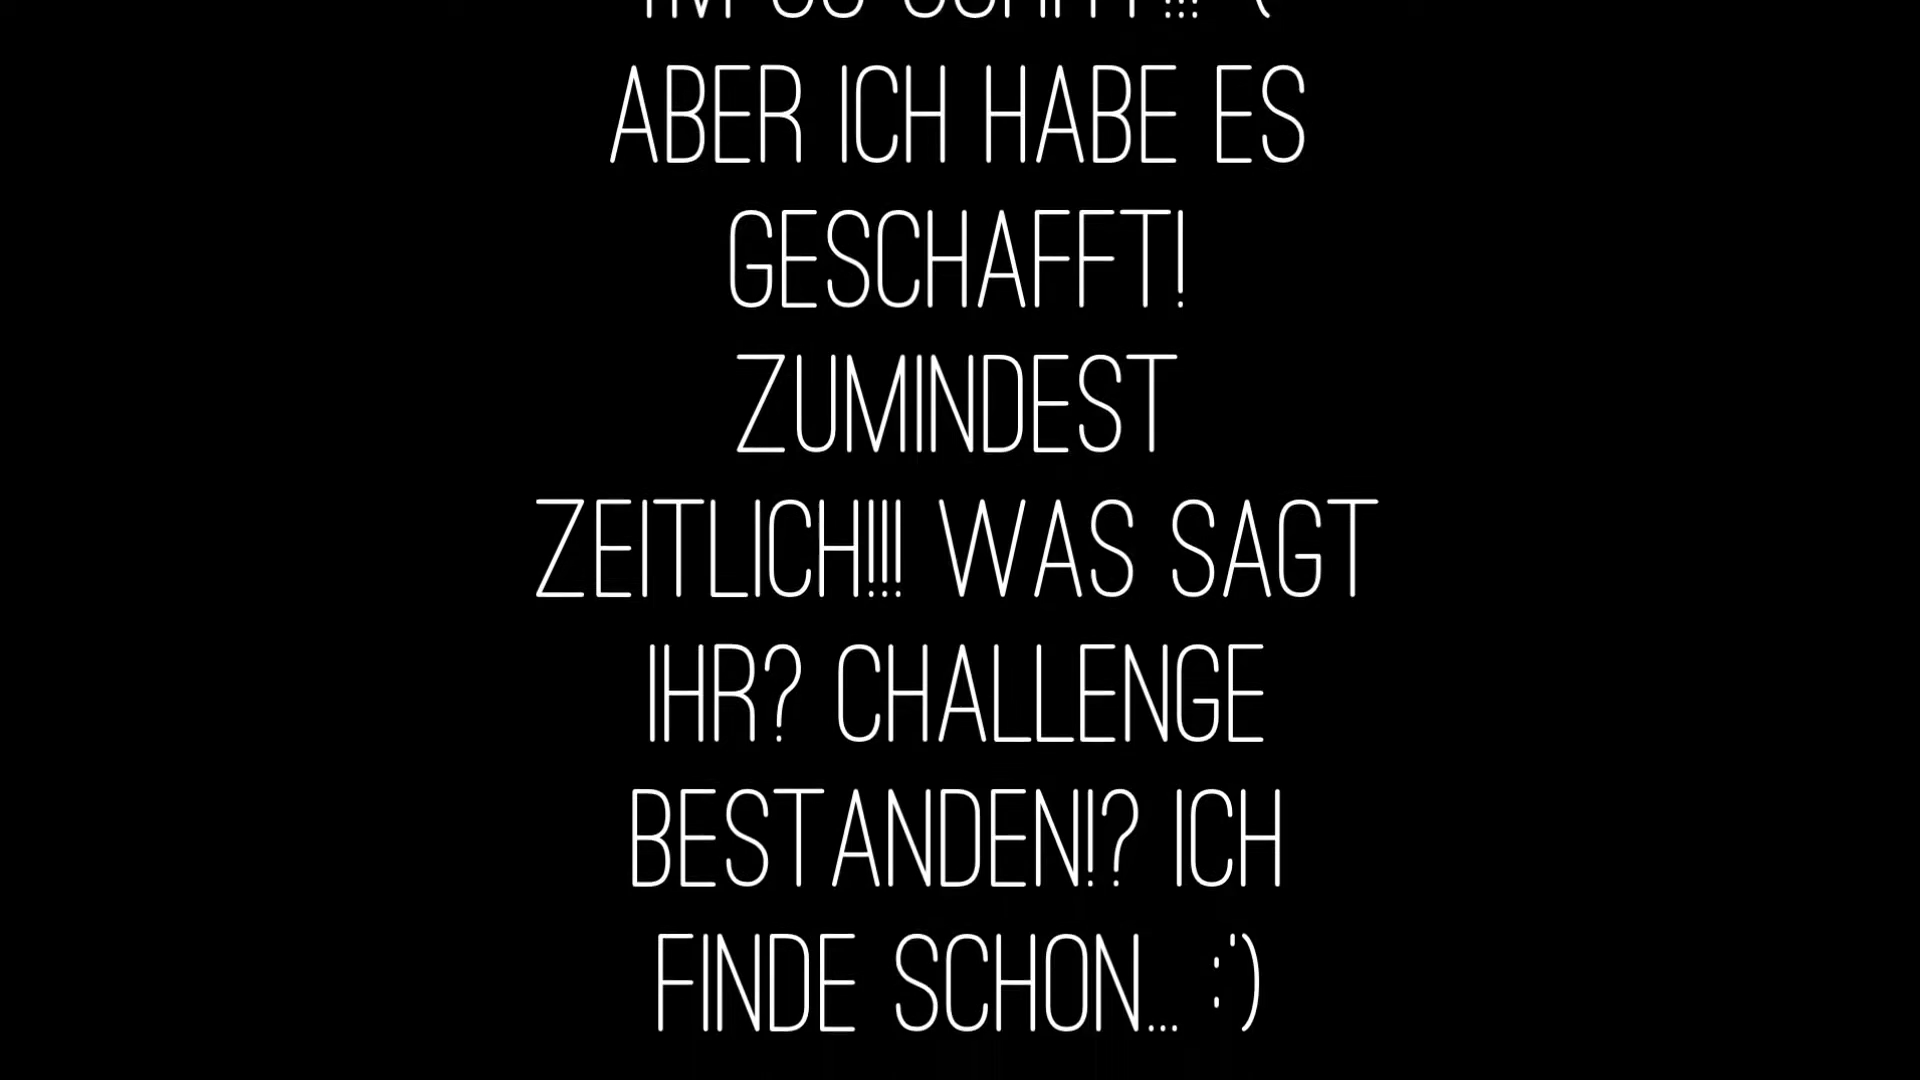 ABER ICH HABE ES
GESCHAFFT!
ZUMINDEST
ZEITLICH!!! WAS SAGT
IHR? CHALLENGE
BESTANDEN!? ICH
FINDE SCHON... :')